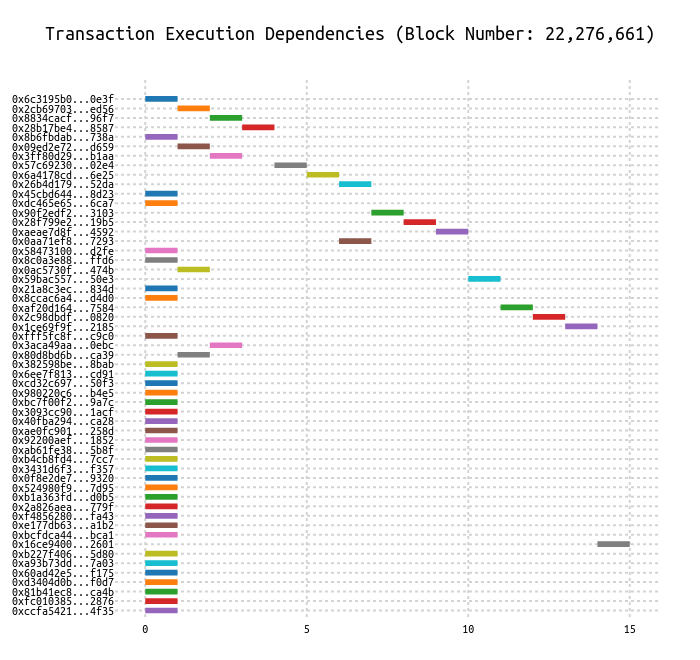 Transaction Execution Dependencies (Block Number: 22,276,661)
0x6c3195b0...0e3f
0x2cb69703...ed56
0x8834cacf...96f7
0x28b17be4...8587
0x8b6fbdab...738a
0x09ed2e72...d659
0x3ff80d29...b1aa
0x57c69230...02e4
0x6a4178cd...6e25
0x26b4d179...52da
0x45cbd644...8d23
0xdc465e65...6ca7
0x90f2edf2...3103
0x28f799e2...19b5
0xaeae7d8f...4592
0x0aa71ef8...7293
0x58473100...d2fe
0x8c0a3e88...ffd6
0x0ac5730f...474b
0x59bac557...50e3
0x21a8c3ec...834d
0x8ccac6a4...d4d0
0xaf20d164...7584
0x2c98dbdf...0820
0x1ce69f9f...2185
0xfff5fc8f...c9c0
0x3aca49aa...0ebc
0x80d8bd6b...ca39
0x382598be...8bab
0x6ee7f813...cd91
0xcd32c697...50f3
0x980220c6...b4e5
0xbc7f00f2...9a7c
0x3093cc90...1acf
0x40fba294...ca28
0xae0fc901...258d
0x92200aef...1852
0xab61fe38...5b8f
0xb4cb8fd4...7cc7
0x3431d6f3...f357
0x0f8e2de7...9320
0x524980f9...7d95
0xb1a363fd...d0b5
0x2a826aea...779f
0xf4856280...fa43
0xe177db63...a1b2
0xbcfdca44...bca1
0x16ce9400...2601
0xb227f406...5d80
0xa93b73dd...7a03
0x60ad42e5...f175
0xd3404d0b...f0d7
0x81b41ec8...ca4b
0xfc010385...2876
0xccfa5421...4f35
0 5 10 15